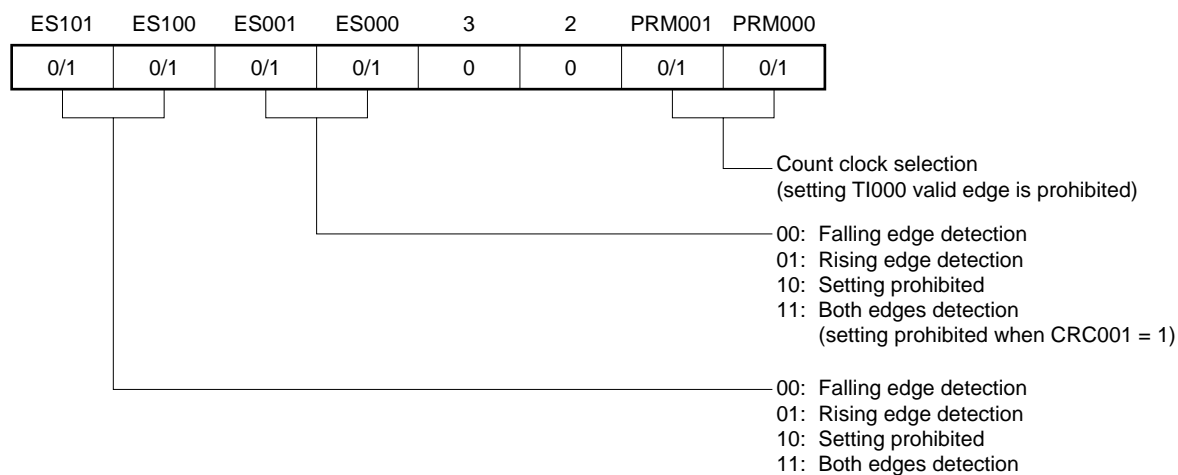 ES101 ES100 ES001 ES000 3 2 PRM001 PRM000
0/1 0/1 0/1 0/1 0 0 0/1 0/1
Count clock selection
(setting TI000 valid edge is prohibited)
00: Falling edge detection
01: Rising edge detection
10: Setting prohibited
11: Both edges detection
(setting prohibited when CRC001 = 1)
00: Falling edge detection
01: Rising edge detection
10: Setting prohibited
11: Both edges detection